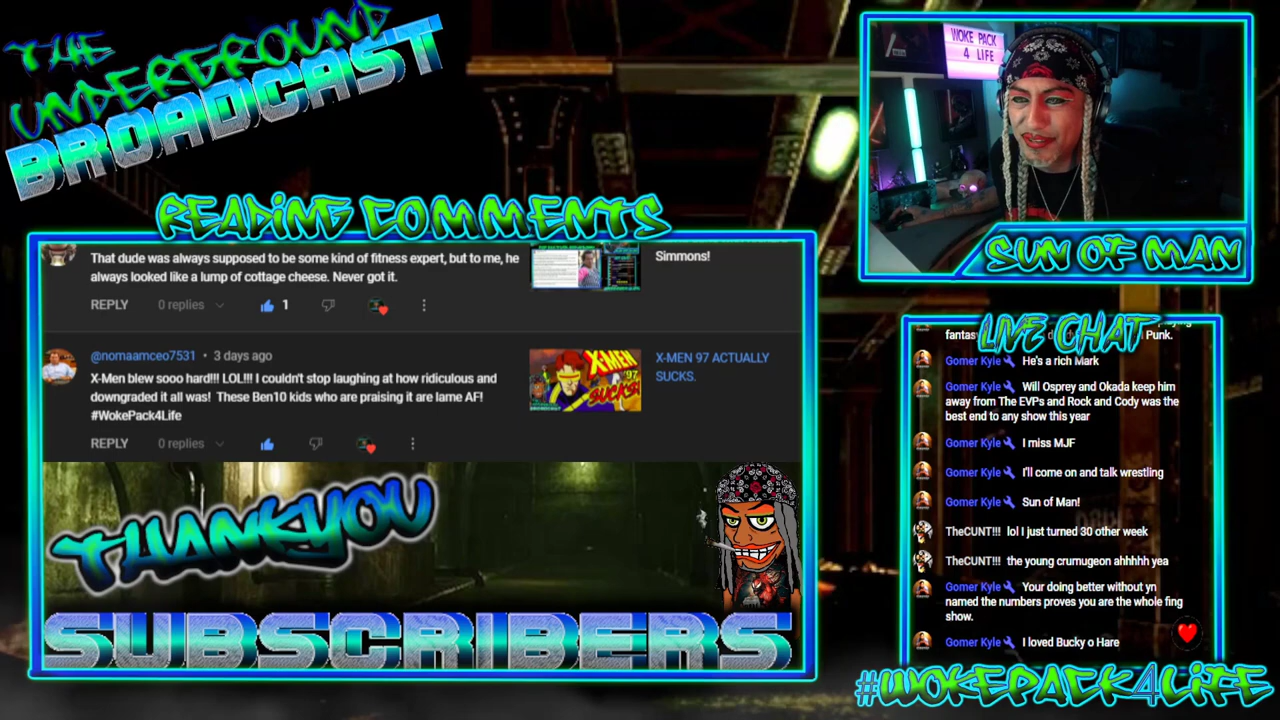 THE
UNDERGROUND
BROADCAST
WOKE PACK
4 LIFE
READING COMMENTS
That dude was always supposed to be some kind of fitness expert, but to me, he
always looked like a lump of cottage cheese. Never got it.
Simmons!
REPLY 0 replies 1
@nomaamceo7531 • 3 days ago
X-Men blew sooo hard!!! LOL!!! I couldn't stop laughing at how ridiculous and
downgraded it all was! These Ben10 kids who are praising it are lame AF!
#WokePack4Life
X-MEN
'97
SUCKS!
X-MEN 97 ACTUALLY
SUCKS.
REPLY 0 replies
THANKYOU
SUBSCRIBERS
SUN OF MAN
LIVE CHAT
fantasy
Punk.
Gomer Kyle He's a rich Mark
Gomer Kyle Will Osprey and Okada keep him
away from The EVPs and Rock and Cody was the
best end to any show this year
Gomer Kyle I miss MJF
Gomer Kyle I'll come on and talk wrestling
Gomer Kyle Sun of Man!
TheCUNT!!! lol I just turned 30 other week
TheCUNT!!! the young crumugeon ahhhhh yea
Gomer Kyle Your doing better without yn
named the numbers proves you are the whole fing
show.
Gomer Kyle I loved Bucky o Hare
#WOKEPACK4LIFE